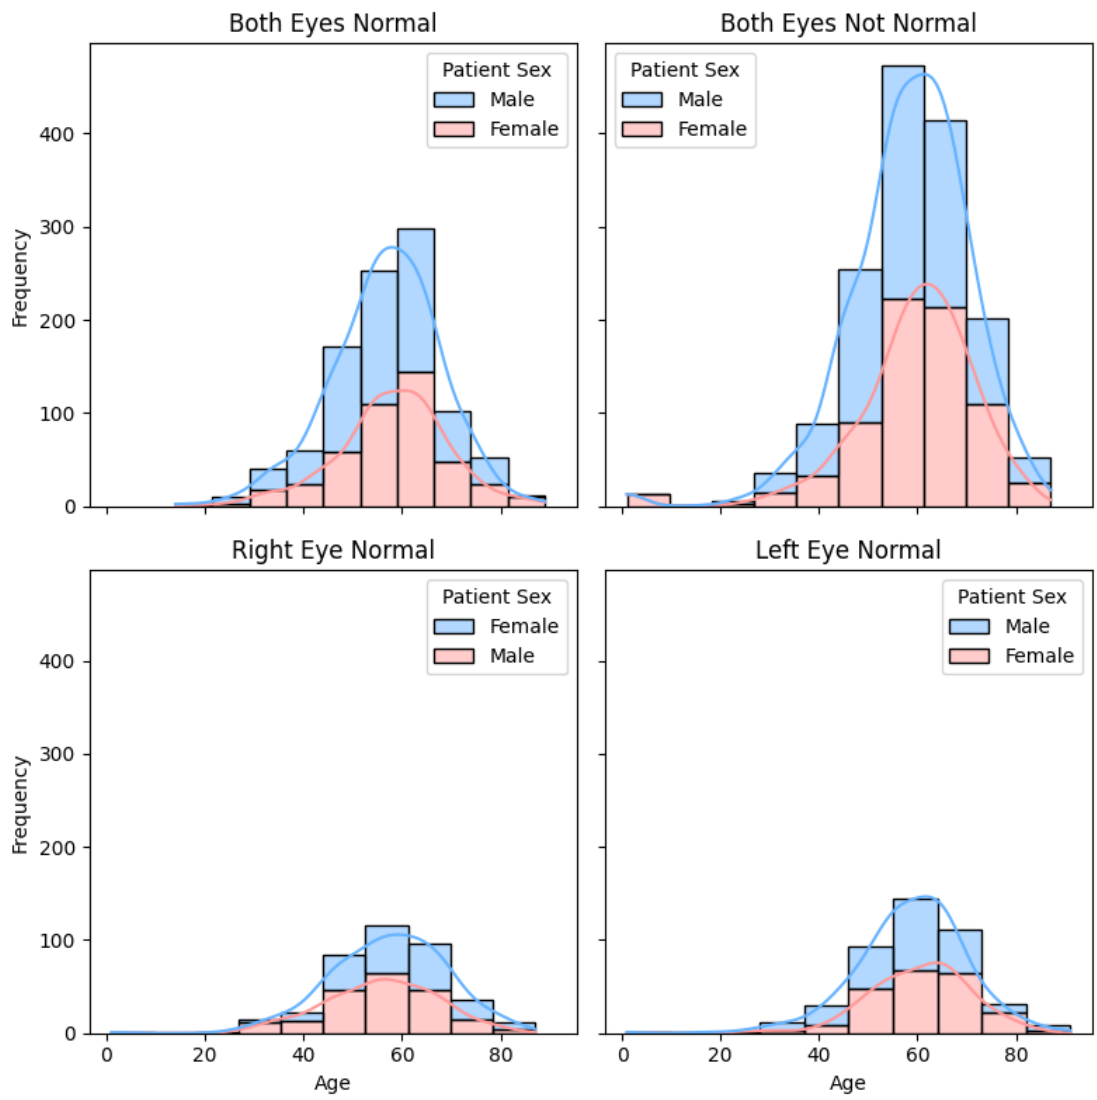 Both Eyes Normal
Patient Sex
Male
Female
400
300
200
100
0
Frequency
Both Eyes Not Normal
Patient Sex
Male
Female
Right Eye Normal
Patient Sex
Female
Male
400
300
200
100
0
Frequency
0 20 40 60 80
Age
Left Eye Normal
Patient Sex
Male
Female
0 20 40 60 80
Age